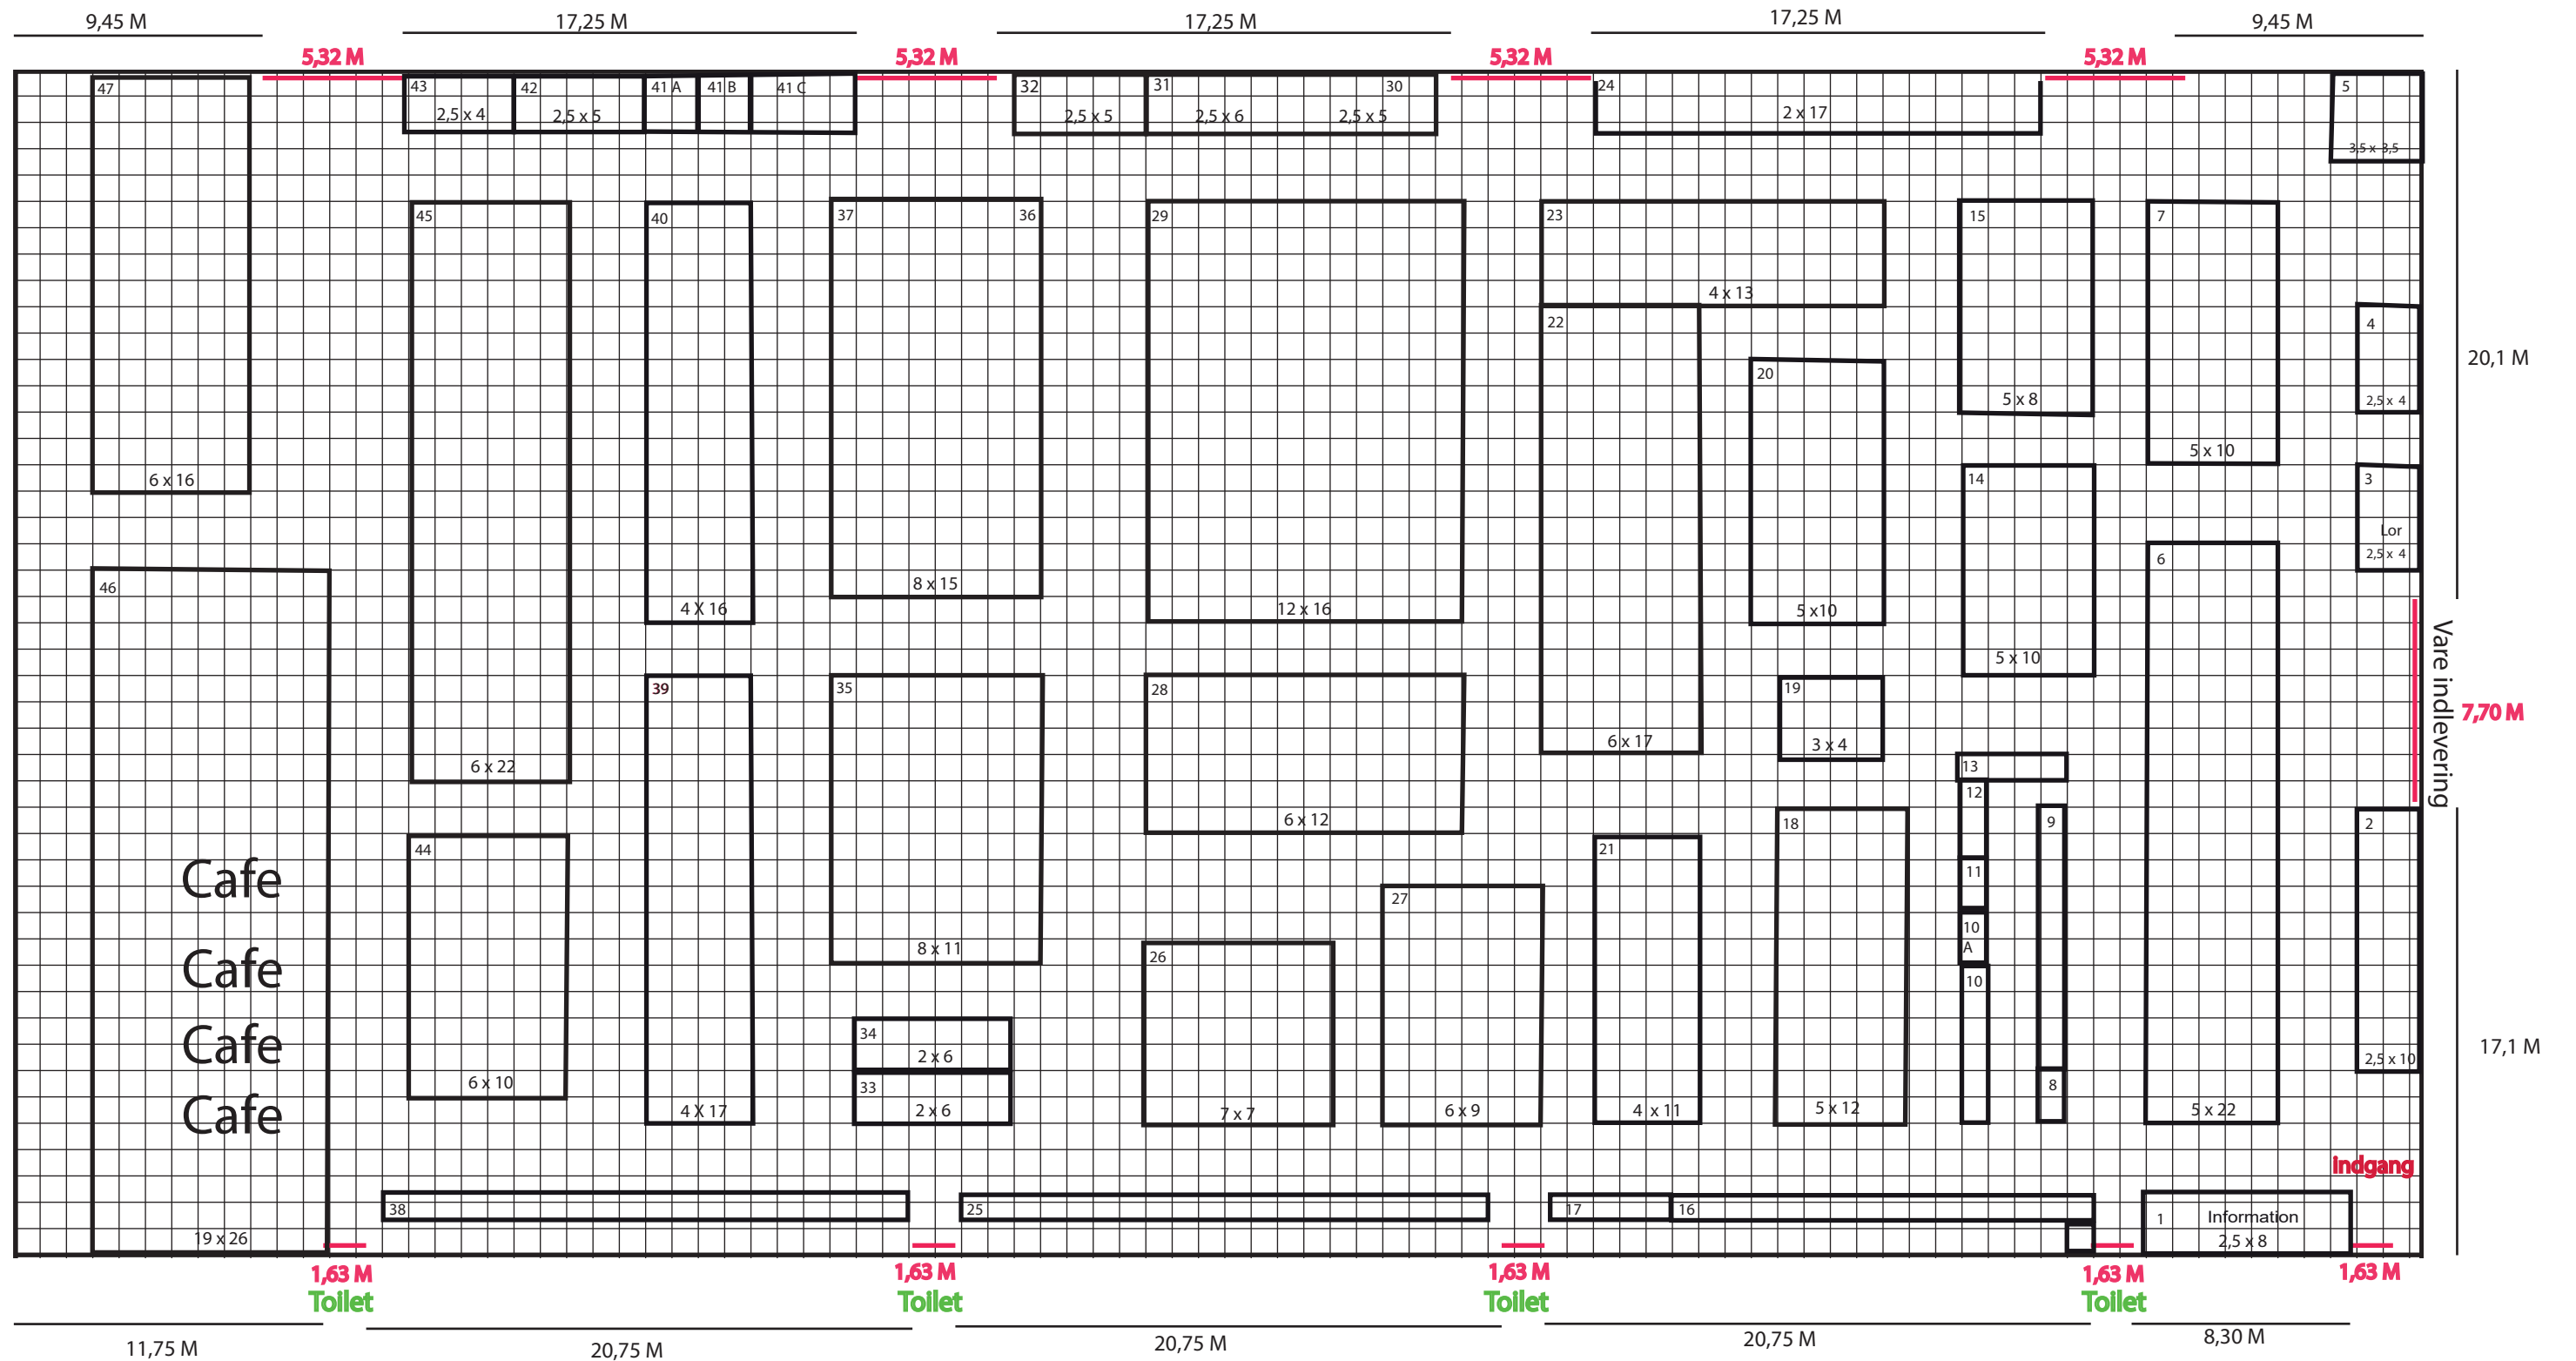 9,45 M
17,25 M
17,25 M
17,25 M
9,45 M
5,32 M
5,32 M
5,32 M
5,32 M
47
6 x 16
43
2,5 x 4
42
2,5 x 5
41 A
41 B
41 C
32
2,5 x 5
31
2,5 x 6
30
2,5 x 5
24
2 x 17
5
3,5 x 3,5
45
6 x 22
40
4 X 16
37
36
8 x 15
29
12 x 16
23
4 x 13
22
6 x 17
20
5 x10
15
5 x 8
7
5 x 10
4
2,5 x 4
20,1 M
14
5 x 10
3
Lor
2,5 x 4
6
5 x 22
46
Cafe
Cafe
Cafe
Cafe
19 x 26
39
4 X 17
35
8 x 11
28
6 x 12
19
3 x 4
Vare indlevering
7,70 M
13
12
11
10
A
10
9
8
18
5 x 12
21
4 x 11
2
2,5 x 10
17,1 M
44
6 x 10
27
6 x 9
26
7 x 7
34
2 x 6
33
2 x 6
indgang
38
25
17
16
1
Information
2,5 x 8
1,63 M
Toilet
1,63 M
Toilet
1,63 M
Toilet
1,63 M
Toilet
1,63 M
11,75 M
20,75 M
20,75 M
20,75 M
8,30 M